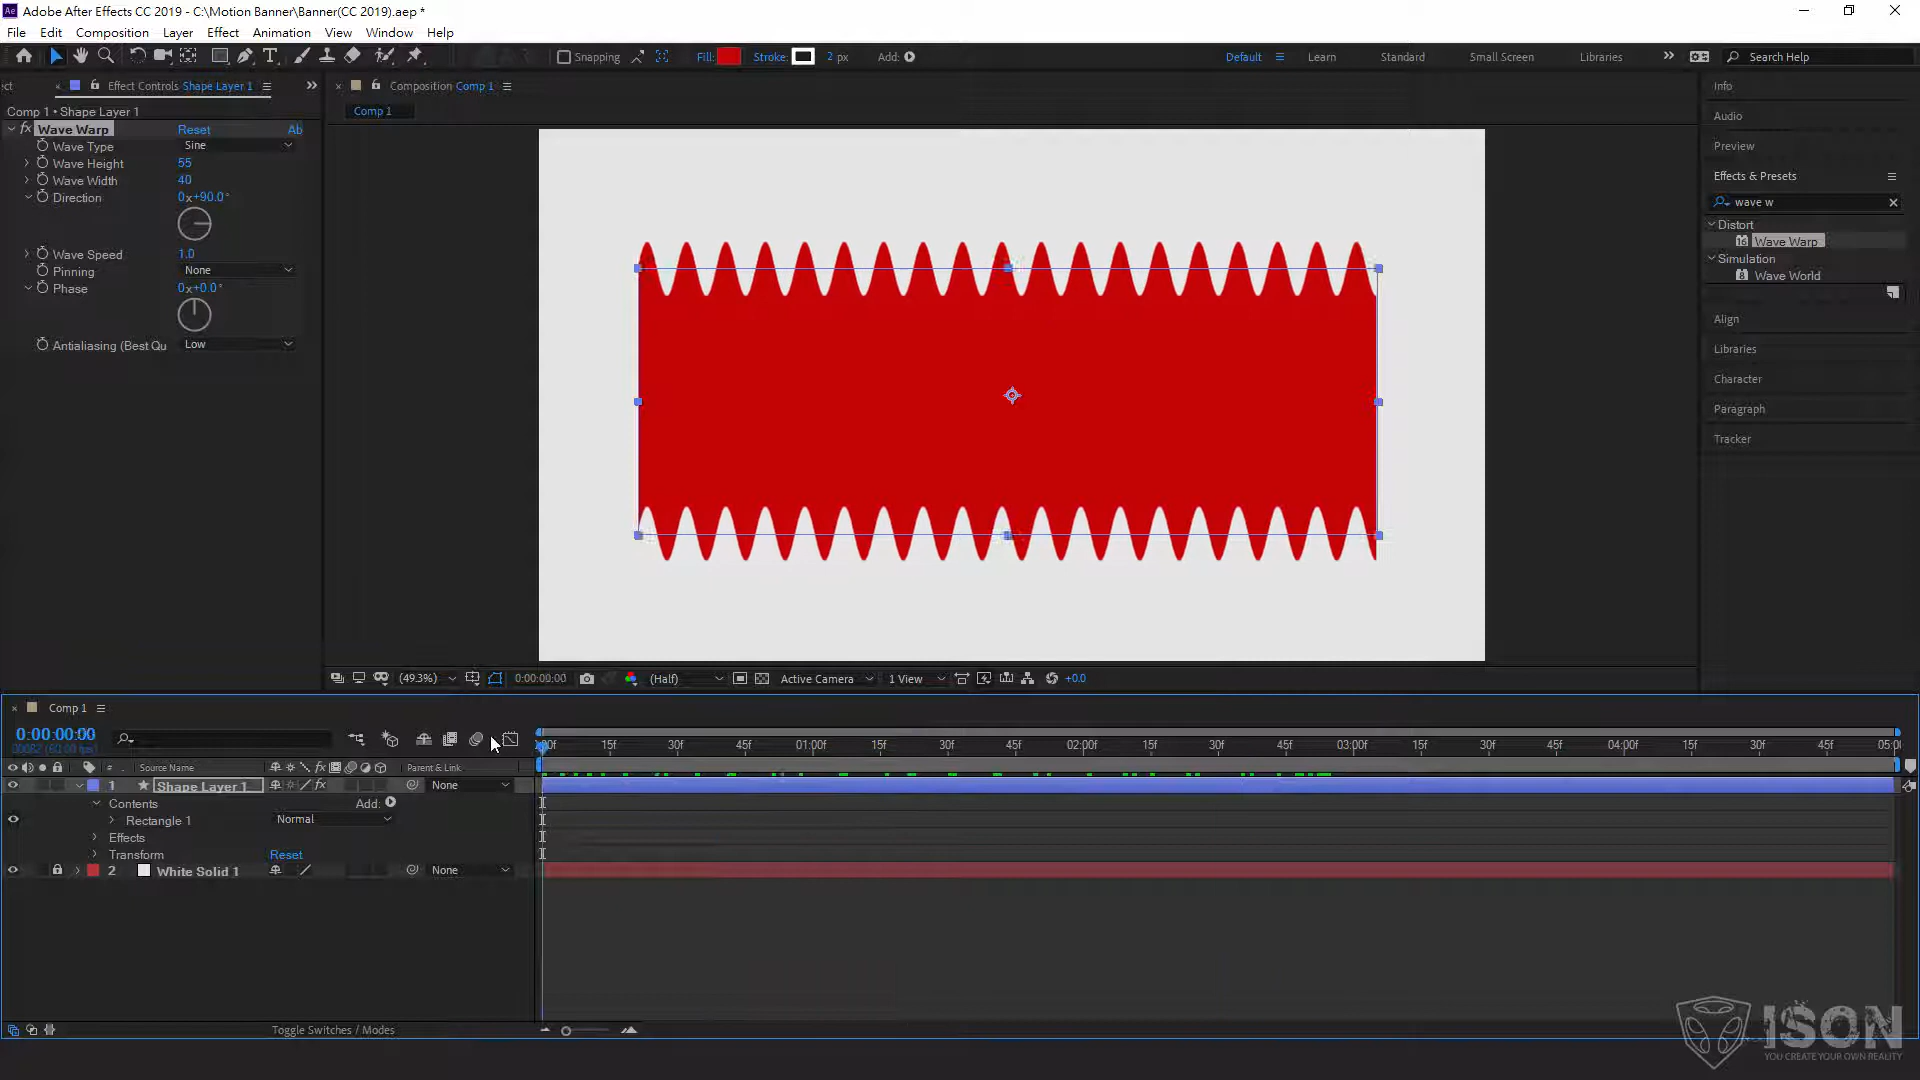 Adobe After Effects CC 2019 - C:\Motion Banner\Banner(CC 2019).aep *
File Edit Composition Layer Effect Animation View Window Help
Snapping Fill: Stroke: 2 px Add: Default Learn Standard Small Screen Libraries Search Help
ect Effect Controls Shape Layer 1 Composition Comp 1
Comp 1 • Shape Layer 1
Comp 1
Wave Warp Reset Ab
Wave Type Sine
Wave Height 55
Wave Width 40
Direction 0x+90.0°
Wave Speed 1.0
Pinning None
Phase 0x+0.0°
Antialiasing (Best Qu Low
Info
Audio
Preview
Effects & Presets
wave w
Distort
Wave Warp
Simulation
Wave World
Align
Libraries
Character
Paragraph
Tracker
(49.3%) 0:00:00:00 (Half) Active Camera 1 View +0.0
Comp 1
0:00:00:00
15f 30f 45f 01:00f 15f 30f 45f 02:00f 15f 30f 45f 03:00f 15f 30f 45f 04:00f 15f 30f 45f 05:0
# Source Name fx Parent & Link
1 Shape Layer 1 fx None
Contents Add:
Rectangle 1 Normal
Effects
Transform Reset
2 White Solid 1 None
Toggle Switches / Modes
ISON
YOU CREATE YOUR OWN REALITY